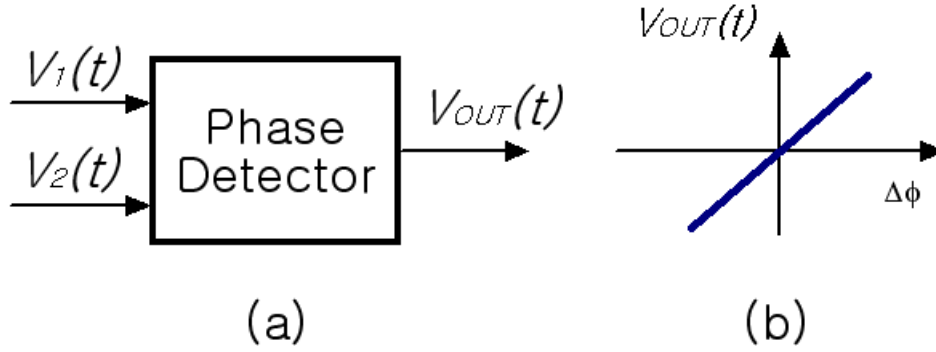 V1(t)
V2(t)
Phase
Detector
VOUT(t)
(a)
VOUT(t)
Δϕ
(b)